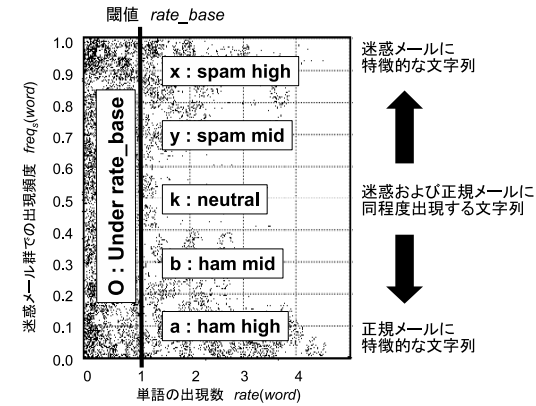 閾値 rate_base
迷惑メール群での出現頻度 freqs(word)
1.0
0.9
0.8
0.7
0.6
0.5
0.4
0.3
0.2
0.1
0.0
O : Under rate_base
x : spam high
y : spam mid
k : neutral
b : ham mid
a : ham high
0 1 2 3 4
単語の出現数 rate(word)
迷惑メールに
特徴的な文字列
迷惑および正規メールに
同程度出現する文字列
正規メールに
特徴的な文字列